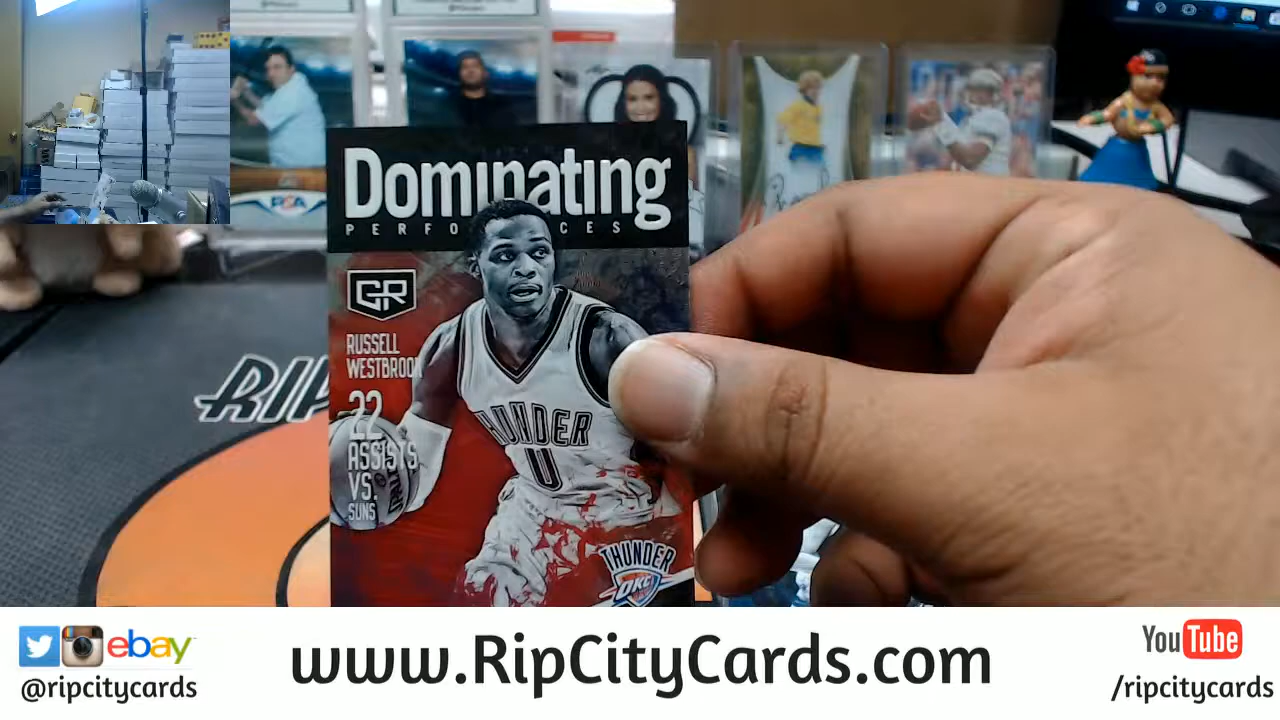 PSA
Dominating
PERFO CES
GR
RUSSELL
WESTBROOK
22
ASSISTS
VS.
SUNS
THUNDER
0
THUNDER
OKC
RIP
ebay
@ripcitycards
www.RipCityCards.com
YouTube
/ripcitycards